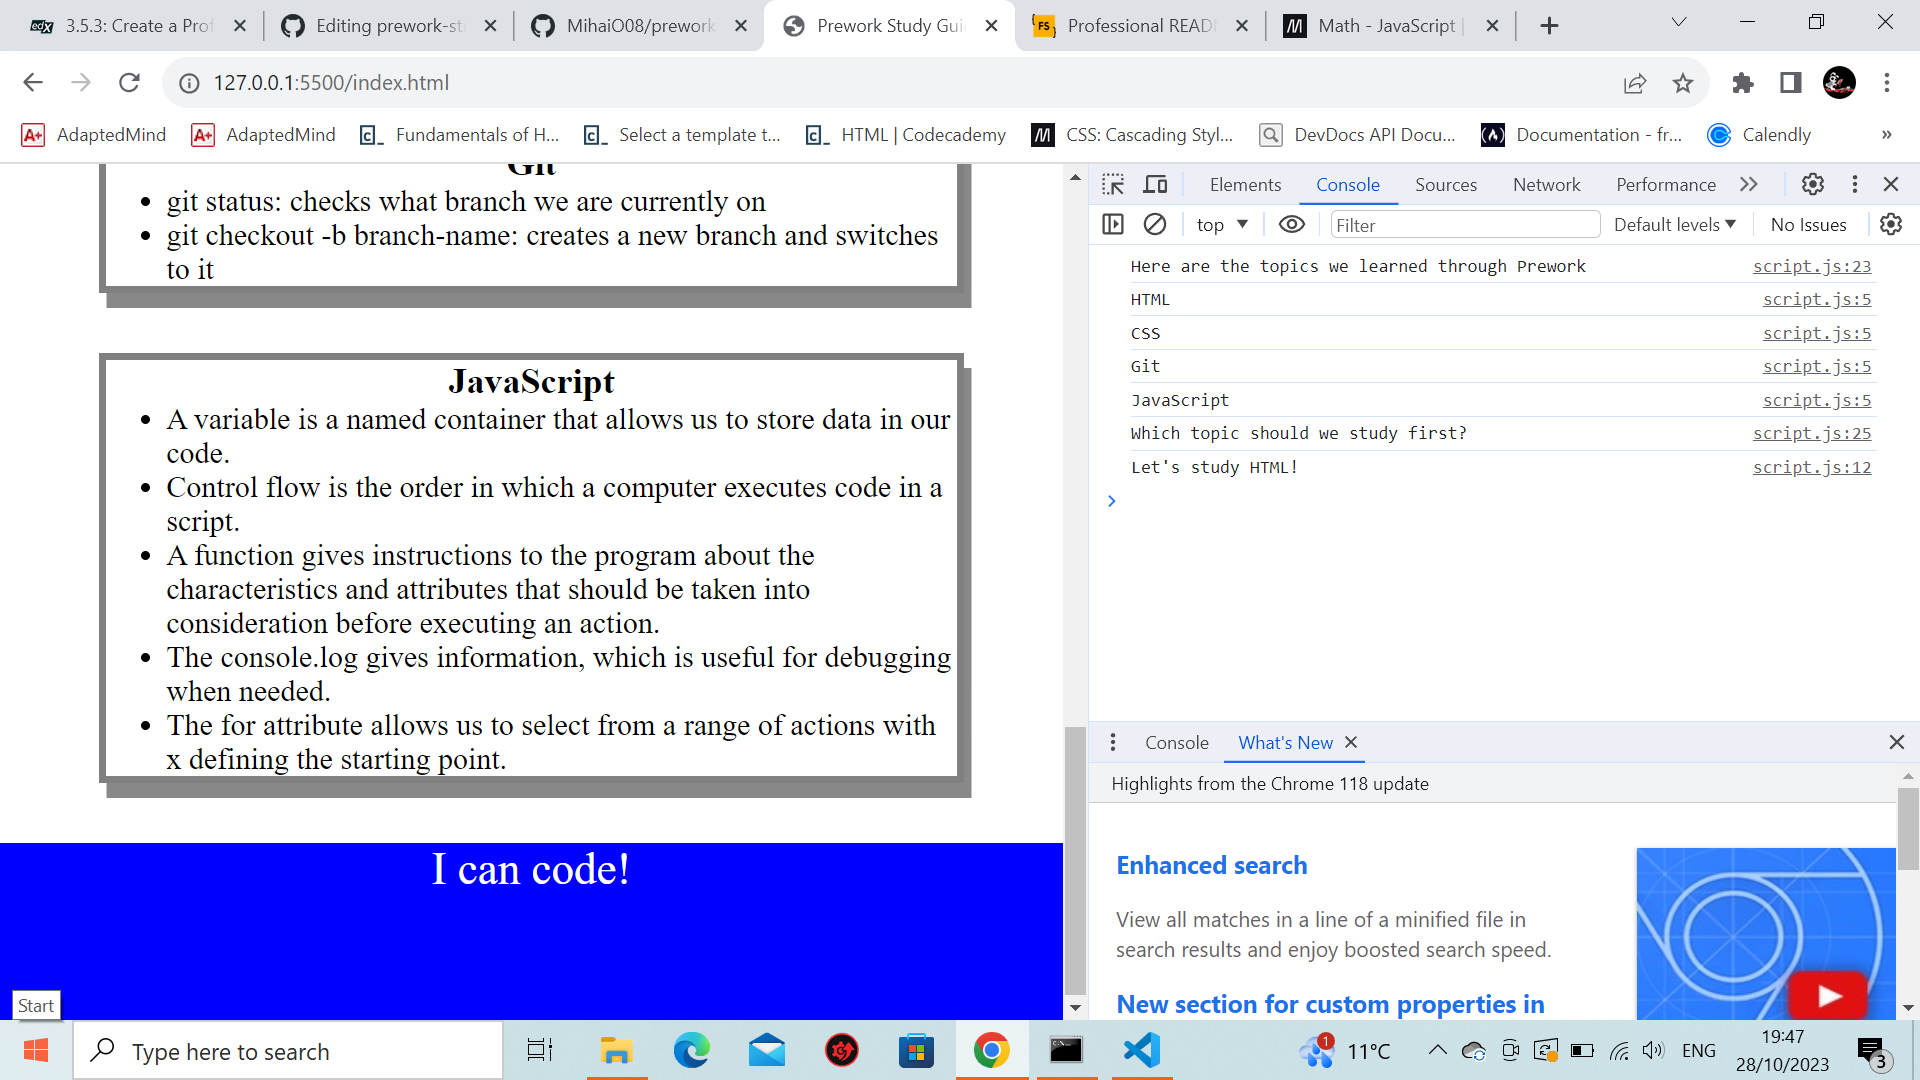 3.5.3: Create a Prof
Editing prework-st
MihaiO08/prework
Prework Study Gui
Professional READ
Math - JavaScript |
127.0.0.1:5500/index.html
AdaptedMind
AdaptedMind
Fundamentals of H...
Select a template t...
HTML | Codecademy
CSS: Cascading Styl...
DevDocs API Docu...
Documentation - fr...
Calendly
»
Git
• git status: checks what branch we are currently on
• git checkout -b branch-name: creates a new branch and switches
to it
JavaScript
• A variable is a named container that allows us to store data in our
code.
• Control flow is the order in which a computer executes code in a
script.
• A function gives instructions to the program about the
characteristics and attributes that should be taken into
consideration before executing an action.
• The console.log gives information, which is useful for debugging
when needed.
• The for attribute allows us to select from a range of actions with
x defining the starting point.
I can code!
Elements
Console
Sources
Network
Performance
top
Filter
Default levels
No Issues
Here are the topics we learned through Prework script.js:23
HTML script.js:5
CSS script.js:5
Git script.js:5
JavaScript script.js:5
Which topic should we study first? script.js:25
Let's study HTML! script.js:12
Console
What's New
Highlights from the Chrome 118 update
Enhanced search
View all matches in a line of a minified file in
search results and enjoy boosted search speed.
New section for custom properties in
Start
Type here to search
1
11°C
ENG
19:47
28/10/2023
3